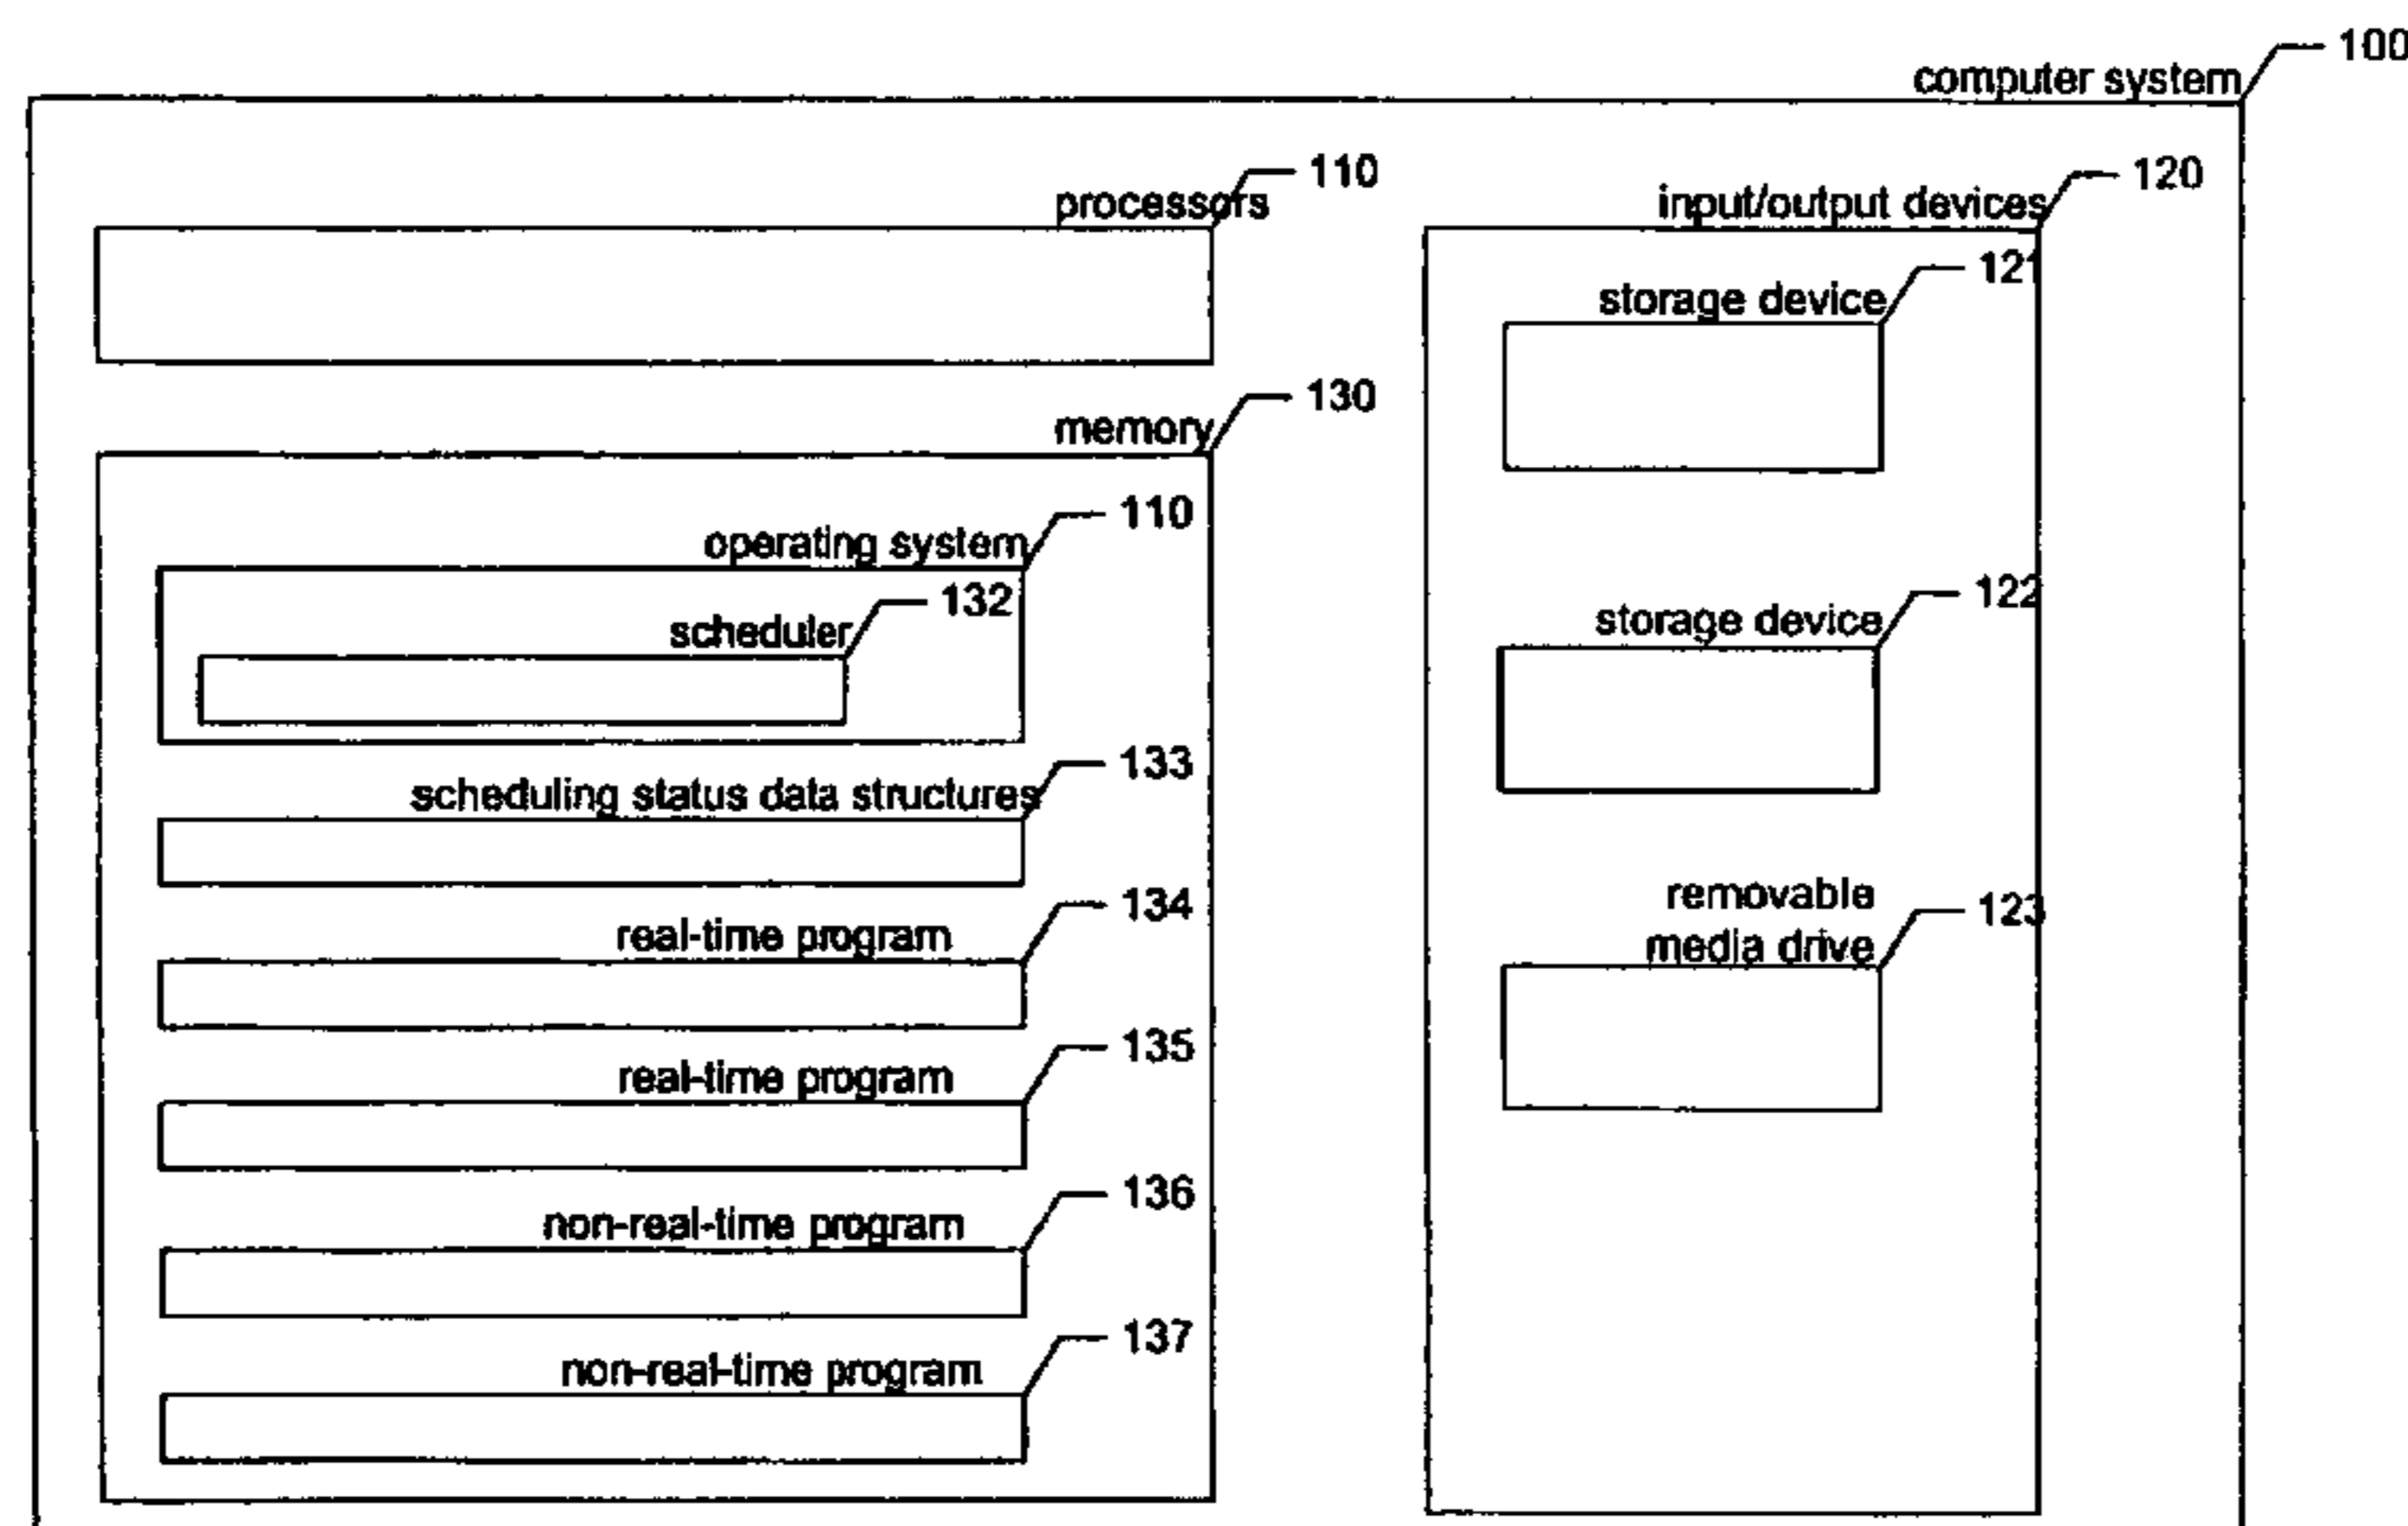 100
computer system
110
processors
120
input/output devices
121
storage device
130
memory
110
operating system
132
scheduler
122
storage device
133
scheduling status data structures
134
real-time program
removable
123
media drive
135
real-time program
136
non-real-time program
137
non-real-time program